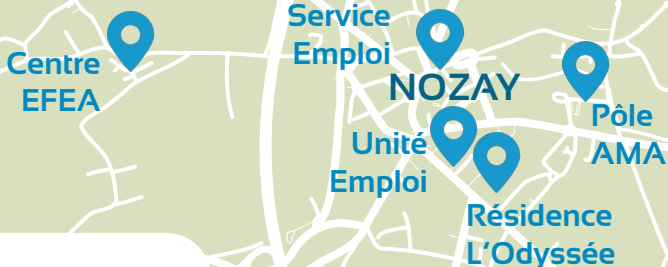 Service
Emploi
Centre
EFEA
NOZAY
Pôle
AMA
Unité
Emploi
Résidence
L'Odyssée